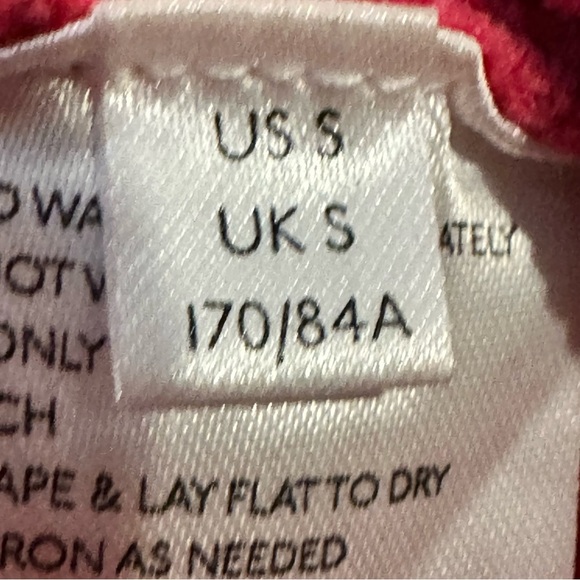 US S
UK S
170/84A
ONLY
& LAY FLAT TO DRY
AS NEEDED